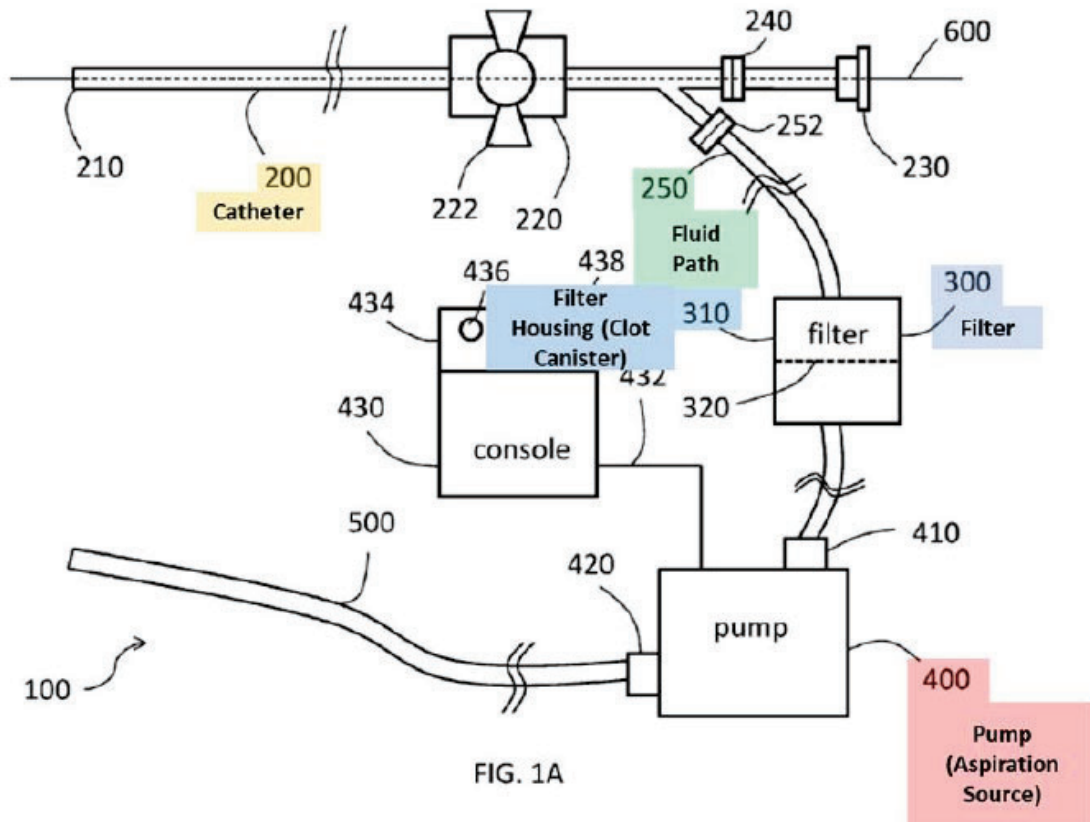 240
600
252
210
200
Catheter
222
220
250
Fluid
Path
230
436
438
434
Filter
Housing (Clot
Canister)
310
filter
300
Filter
432
320
430
console
500
410
420
pump
100
400
Pump
(Aspiration
Source)
FIG. 1A